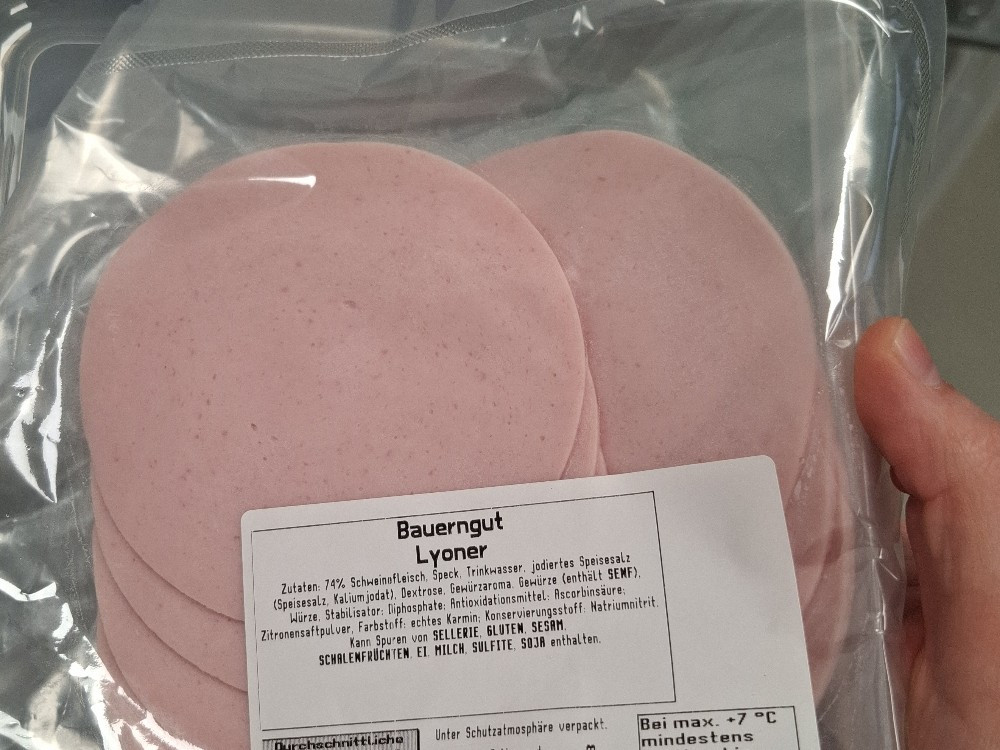 Bauerngut
Lyoner
Zutaten: 74% Schweinefleisch, Speck, Trinkwasser, jodiertes Speisesalz
(Speisesalz, Kaliumjodat), Dextrose, Gewürzaroma, Gewürze (enthält SENF),
Würze, Stabilisator: Diphosphate; Antioxidationsmittel: Ascorbinsäure;
Zitronensaftpulver, Farbstoff: echtes Karmin; Konservierungsstoff: Natriumnitrit.
Kann Spuren von SELLERIE, GLUTEN, SESAM,
SCHALENFRÜCHTEN, EI, MILCH, SULFITE, SOJA enthalten.
Unter Schutzatmosphäre verpackt.
Bei max. +7 °C
mindestens
Durchschnittliche